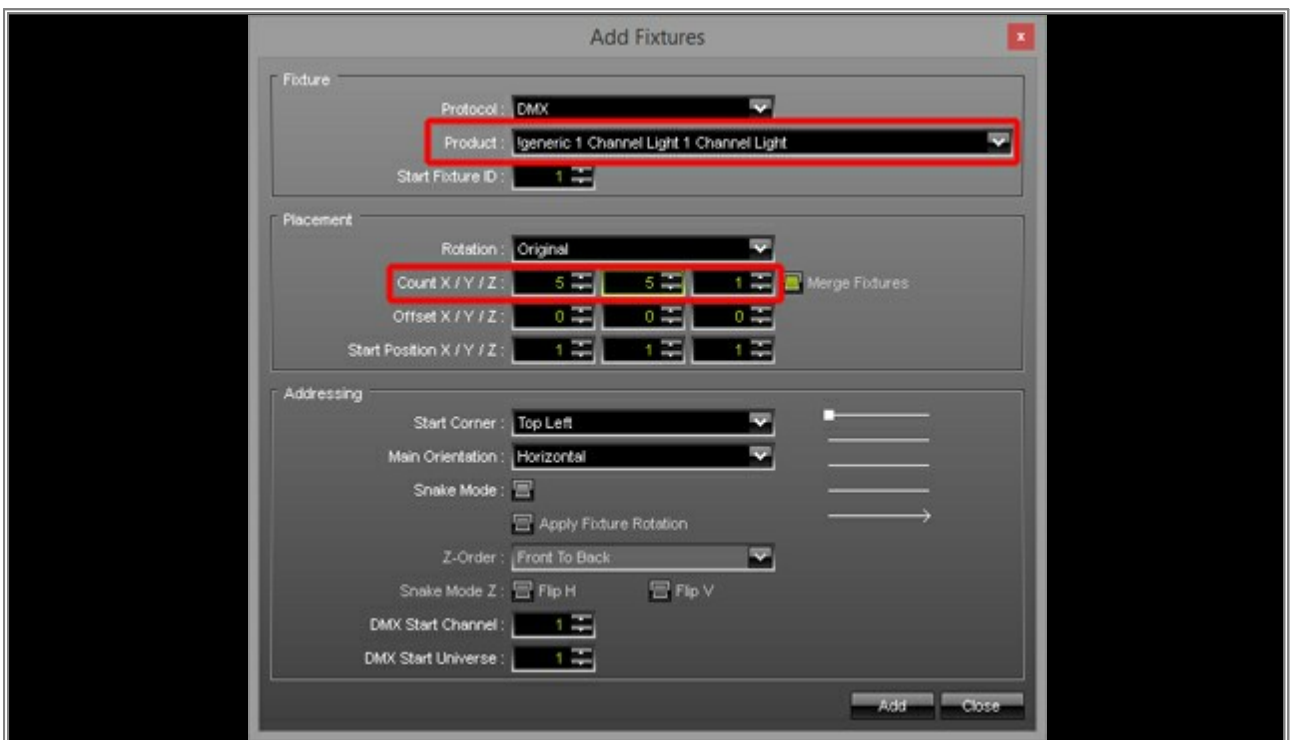 Add Fixtures
x
Fixture
Protocol : DMX
Product : !generic 1 Channel Light 1 Channel Light
Start Fixture ID : 1
Placement
Rotation : Original
Count X / Y / Z : 5 5 1 Merge Fixtures
Offset X / Y / Z : 0 0 0
Start Position X / Y / Z : 1 1 1
Addressing
Start Corner : Top Left
Main Orientation : Horizontal
Snake Mode :
Apply Fixture Rotation
Z-Order : Front To Back
Snake Mode Z : Flip H Flip V
DMX Start Channel : 1
DMX Start Universe : 1
Add Close